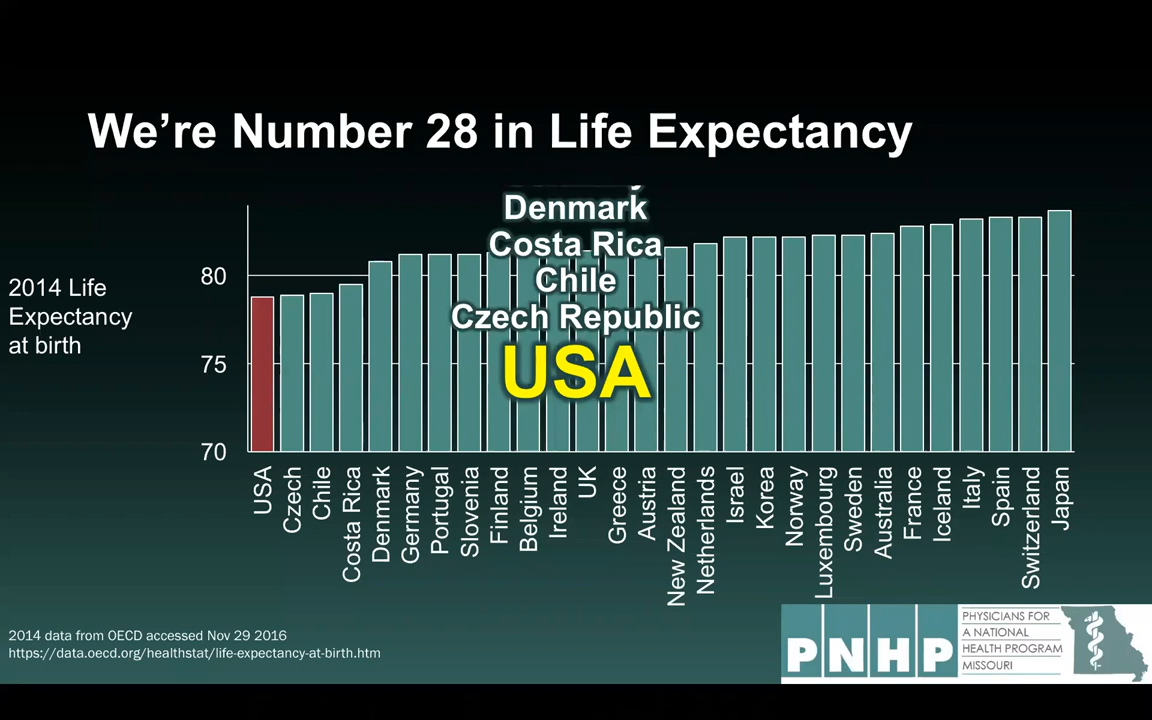 We're Number 28 in Life Expectancy
Denmark
Costa Rica
Chile
Czech Republic
USA
2014 Life
Expectancy
at birth
80
75
70
USA
Czech
Chile
Costa Rica
Denmark
Germany
Portugal
Slovenia
Finland
Belgium
Ireland
UK
Greece
Austria
New Zealand
Netherlands
Israel
Korea
Norway
Luxembourg
Sweden
Australia
France
Iceland
Italy
Spain
Switzerland
Japan
2014 data from OECD accessed Nov 29 2016
https://data.oecd.org/healthstat/life-expectancy-at-birth.htm
PNHP
PHYSICIANS FOR
A NATIONAL
HEALTH PROGRAM
MISSOURI